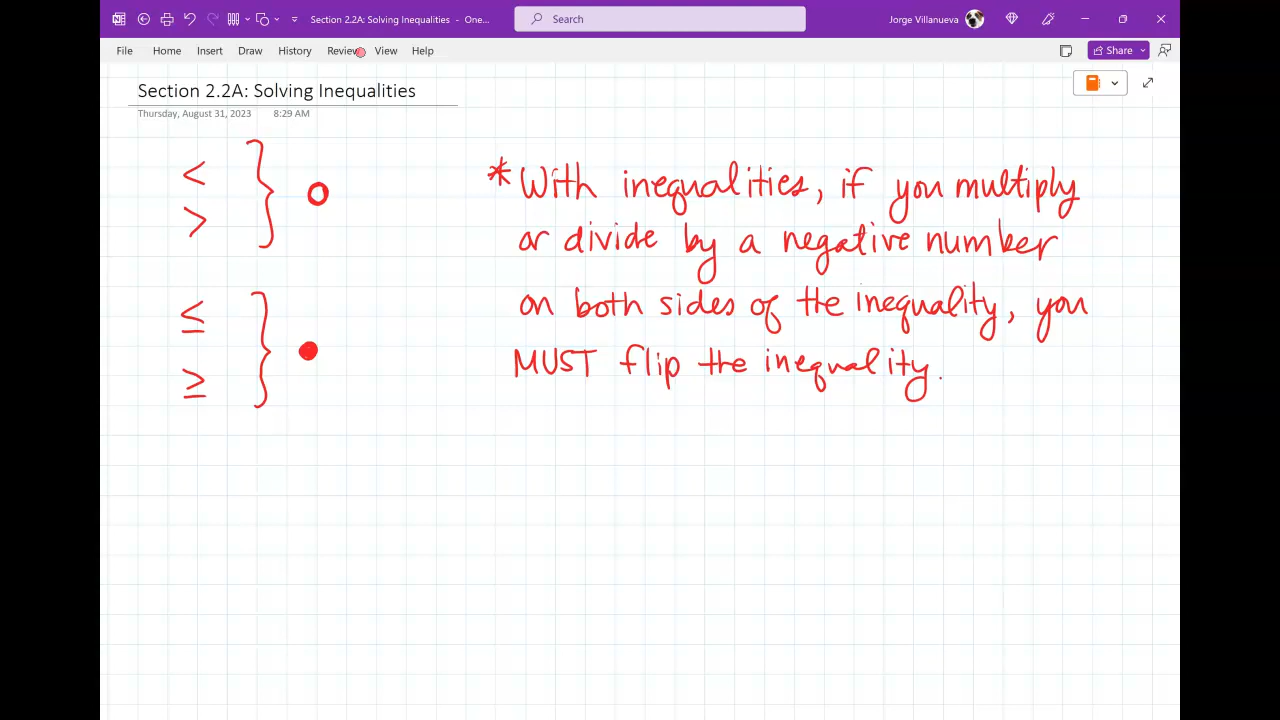 Section 2.2A: Solving Inequalities - One...
Search
Jorge Villanueva
File Home Insert Draw History Review View Help
Share
Section 2.2A: Solving Inequalities
Thursday, August 31, 2023 8:29 AM
<
>
≤
≥
*With inequalities, if you multiply
or divide by a negative number
on both sides of the inequality, you
MUST flip the inequality.